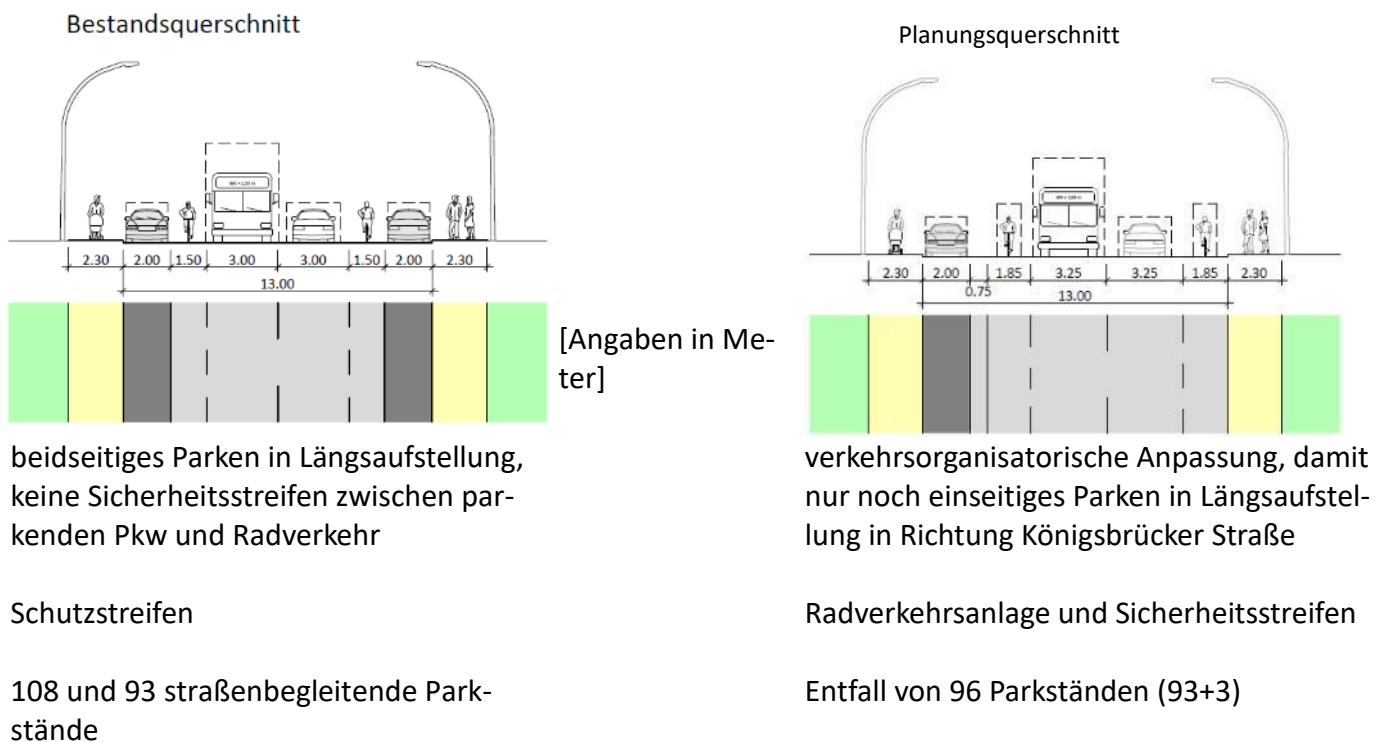 Bestandsquerschnitt
2.30 2.00 1.50 3.00 3.00 1.50 2.00 2.30
13.00
[Angaben in Me-
ter]
beidseitiges Parken in Längsaufstellung,
keine Sicherheitsstreifen zwischen par-
kenden Pkw und Radverkehr
Schutzstreifen
108 und 93 straßenbegleitende Park-
stände
Planungsquerschnitt
2.30 2.00 1.85 3.25 3.25 1.85 2.30
0.75 13.00
verkehrsorganisatorische Anpassung, damit
nur noch einseitiges Parken in Längsaufstel-
lung in Richtung Königsbrücker Straße
Radverkehrsanlage und Sicherheitsstreifen
Entfall von 96 Parkständen (93+3)